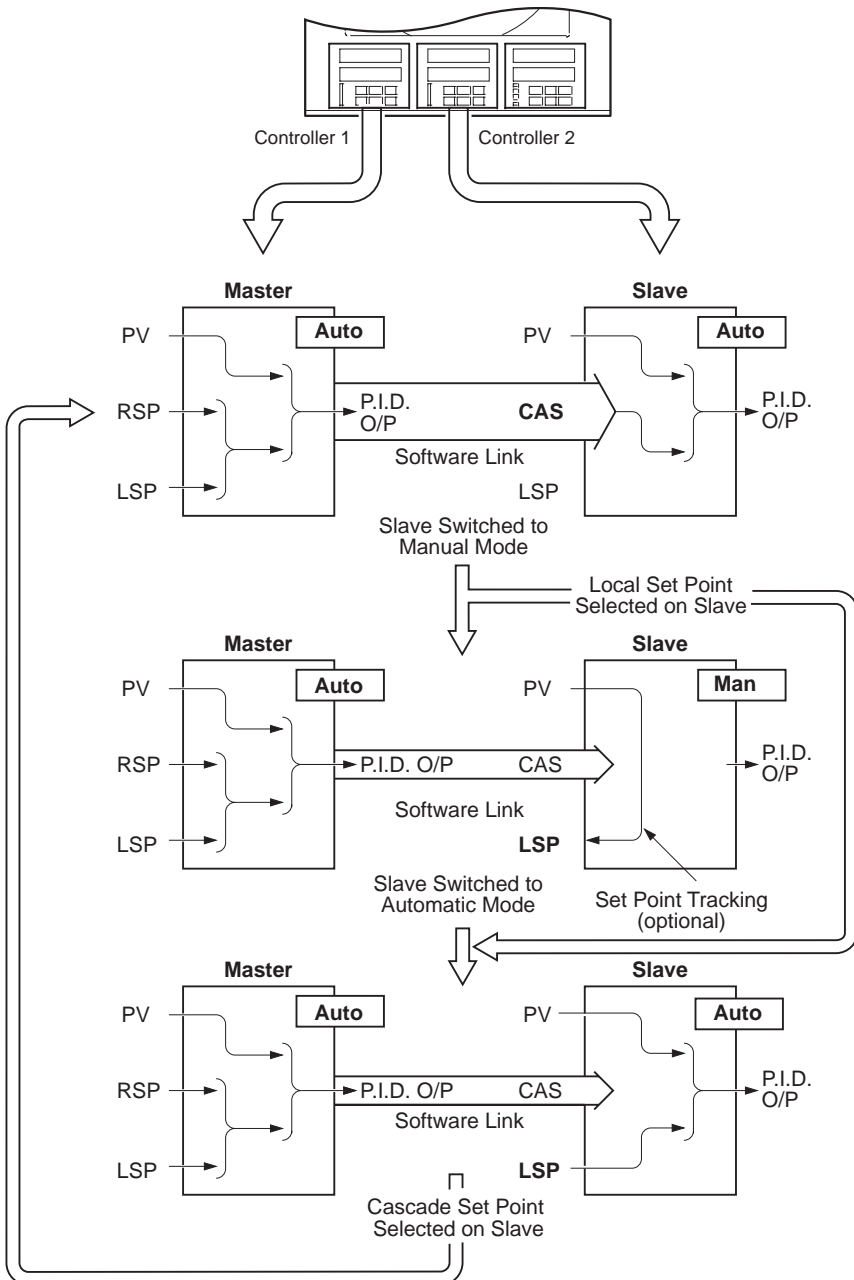 Controller 1
Controller 2
Master
Slave
Auto
Auto
PV
PV
RSP
P.I.D.
O/P
CAS
P.I.D.
O/P
Software Link
LSP
LSP
Slave Switched to
Manual Mode
Local Set Point
Selected on Slave
Master
Slave
Auto
Man
PV
PV
RSP
P.I.D. O/P
CAS
P.I.D.
O/P
Software Link
LSP
LSP
Slave Switched to
Automatic Mode
Set Point Tracking
(optional)
Master
Slave
Auto
Auto
PV
PV
RSP
P.I.D. O/P
CAS
P.I.D.
O/P
Software Link
LSP
LSP
Cascade Set Point
Selected on Slave